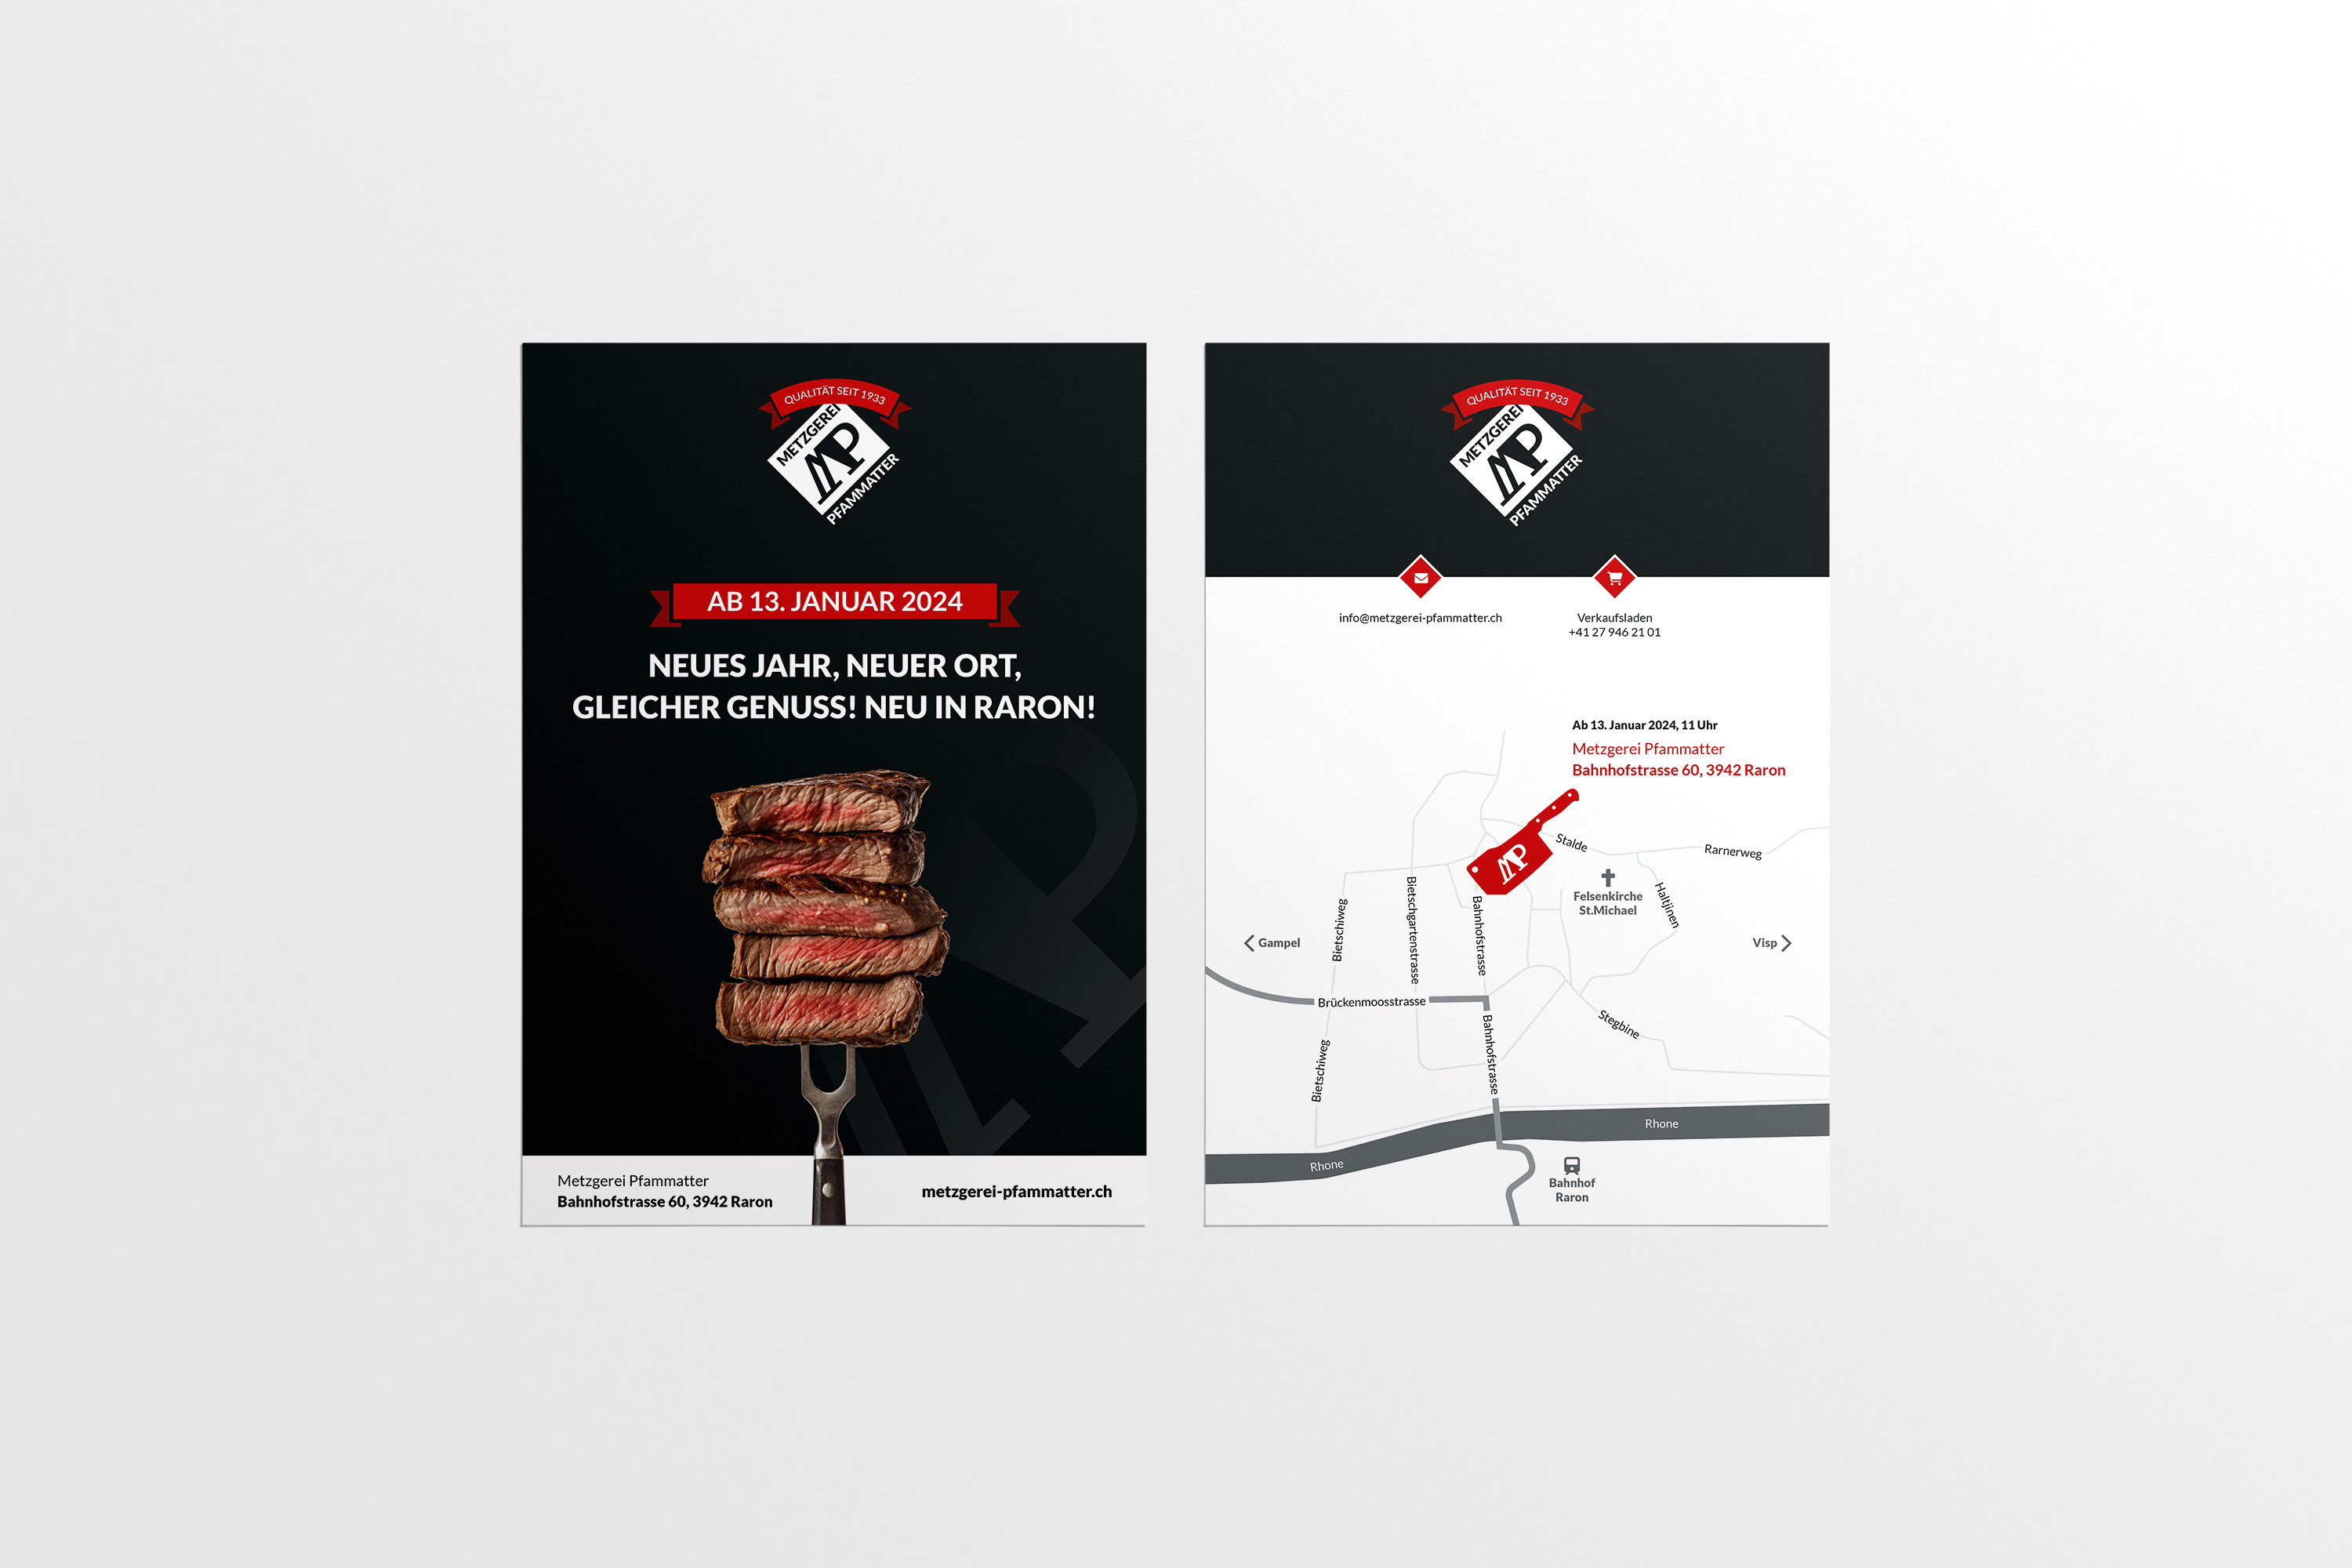 QUALITÄT SEIT 1933
METZGEREI
MP
PFAMMATTER
AB 13. JANUAR 2024
NEUES JAHR, NEUER ORT,
GLEICHER GENUSS! NEU IN RARON!
Metzgerei Pfammatter
Bahnhofstrasse 60, 3942 Raron
metzgerei-pfammatter.ch
QUALITÄT SEIT 1933
METZGEREI
MP
PFAMMATTER
info@metzgerei-pfammatter.ch
Verkaufsladen
+41 27 946 21 01
Ab 13. Januar 2024, 11 Uhr
Metzgerei Pfammatter
Bahnhofstrasse 60, 3942 Raron
MP
Stalde
Rarnerweg
Felsenkirche
St.Michael
Haltjinen
Bietschiweg
Bietschgartenstrasse
Bahnhofstrasse
Gampel
Visp
Brückenmoosstrasse
Bahnhofstrasse
Stegbine
Bietschiweg
Rhone
Rhone
Bahnhof
Raron